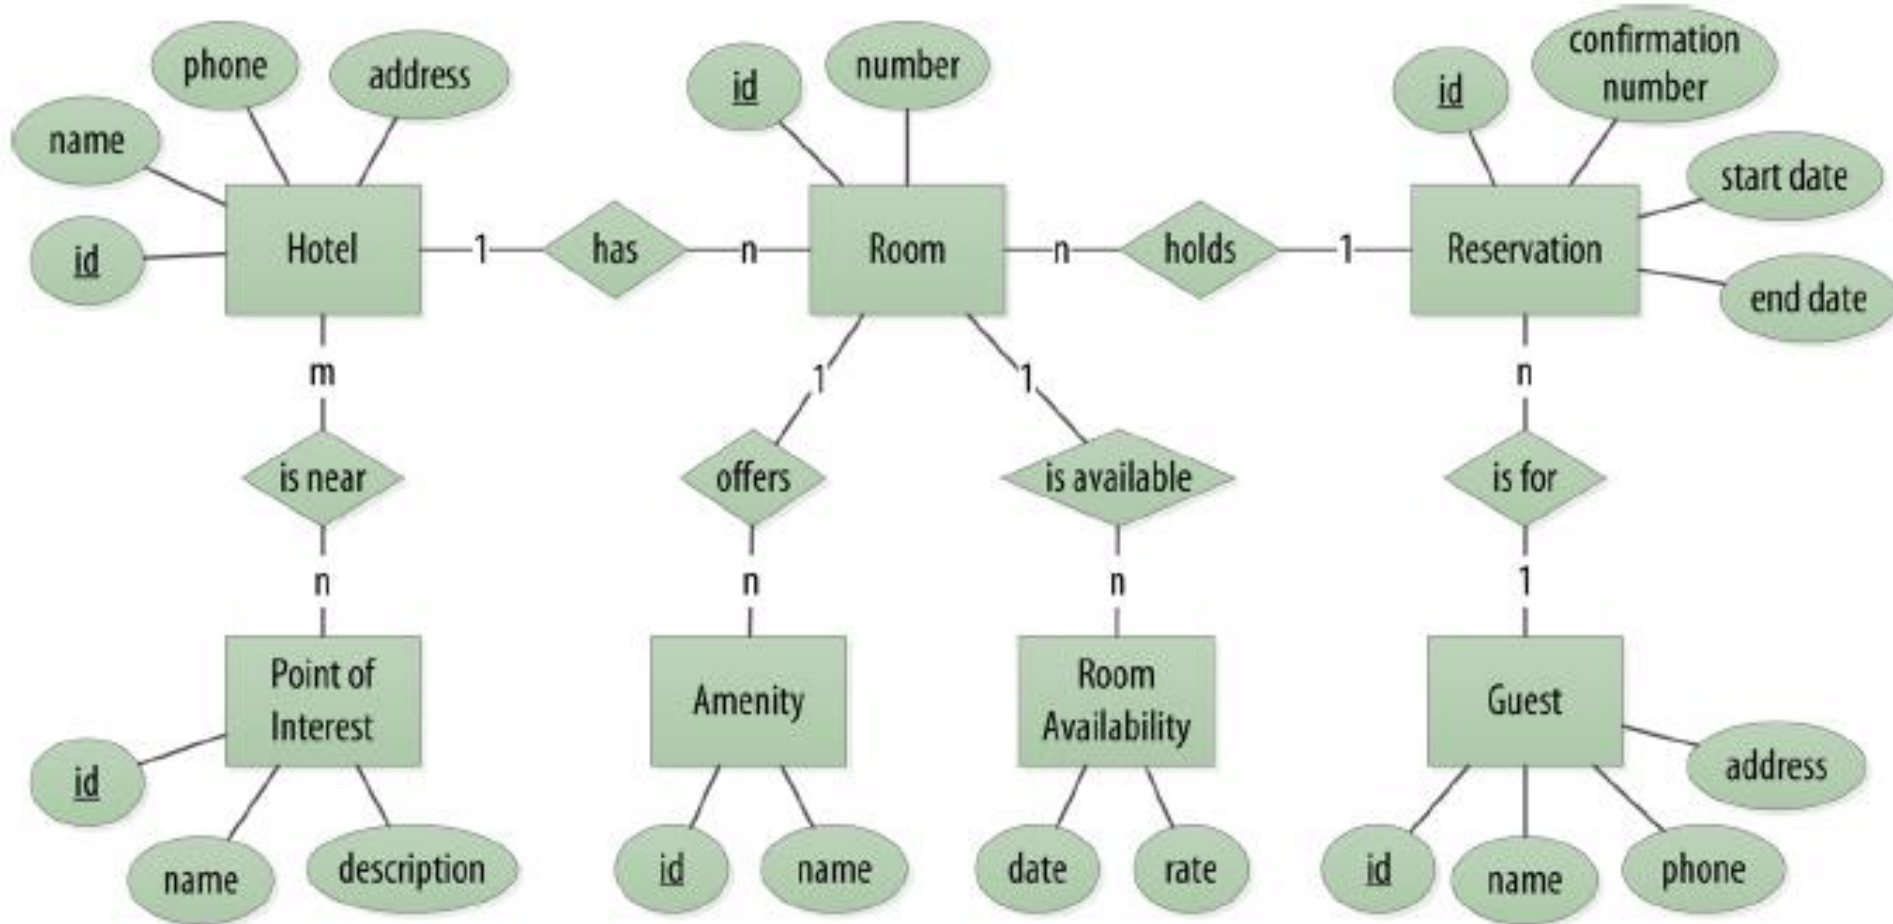 confirmation
number
phone
address
id
number
id
name
start date
Hotel
1
has
n
Room
n
holds
1
Reservation
id
end date
m
1
1
n
is near
offers
is available
is for
n
n
n
1
Point of
Interest
Amenity
Room
Availability
Guest
id
address
name
description
id
name
date
rate
id
name
phone